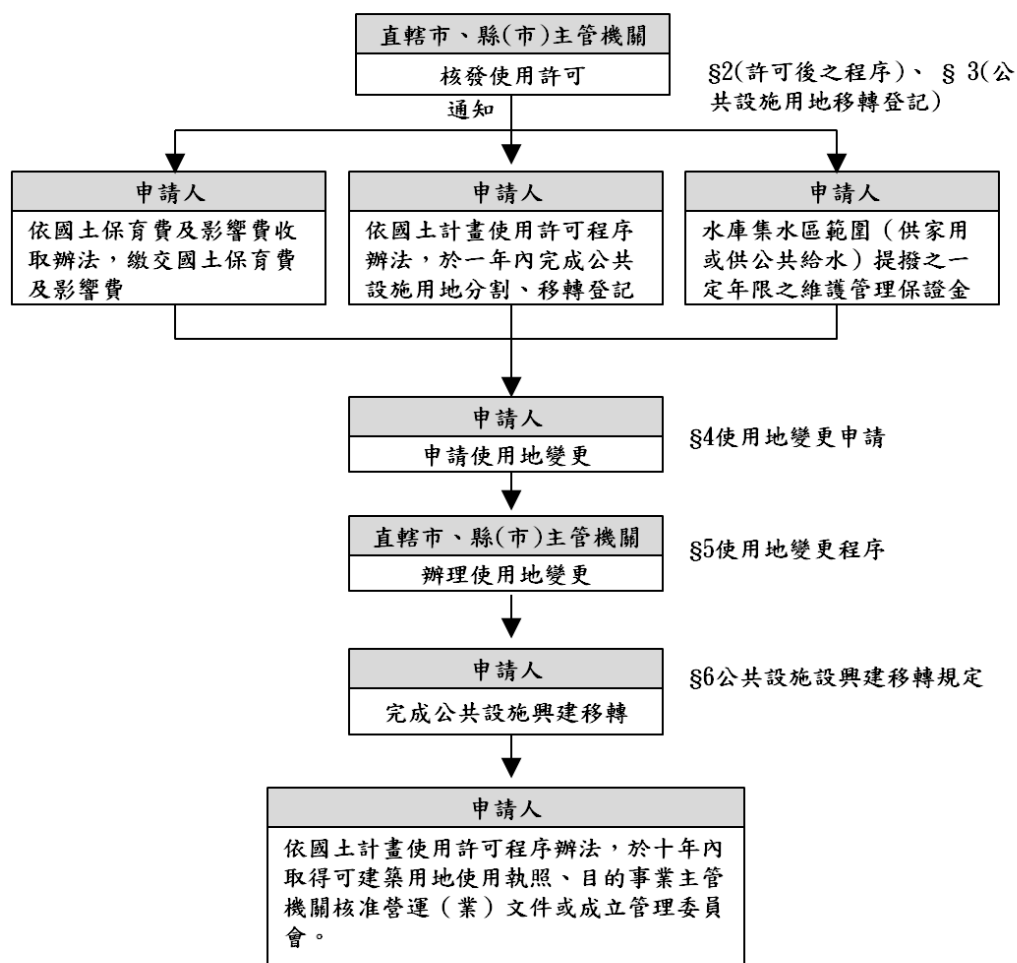 直轄市、縣(市)主管機關
核發使用許可
§2(許可後之程序)、 § 3(公
共設施用地移轉登記)
通知
申請人
依國土保育費及影響費收
取辦法，繳交國土保育費
及影響費
申請人
依國土計畫使用許可程序
辦法，於一年內完成公共
設施用地分割、移轉登記
申請人
水庫集水區範圍（供家用
或供公共給水）提撥之一
定年限之維護管理保證金
申請人
申請使用地變更
§4使用地變更申請
直轄市、縣(市)主管機關
辦理使用地變更
§5使用地變更程序
申請人
完成公共設施興建移轉
§6公共設施設興建移轉規定
申請人
依國土計畫使用許可程序辦法，於十年內
取得可建築用地使用執照、目的事業主管
機關核准營運（業）文件或成立管理委員
會。